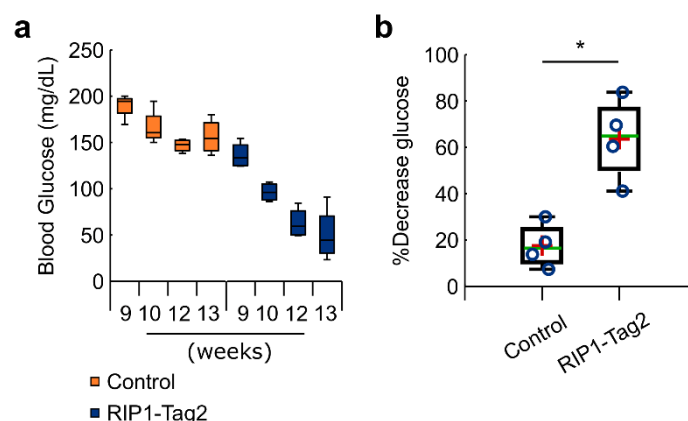 a
Blood Glucose (mg/dL)
250
200
150
100
50
0
9 10 12 13 9 10 12 13
(weeks)
Control
RIP1-Tag2
b
%Decrease glucose
100
80
60
40
20
0
*
Control
RIP1-Tag2